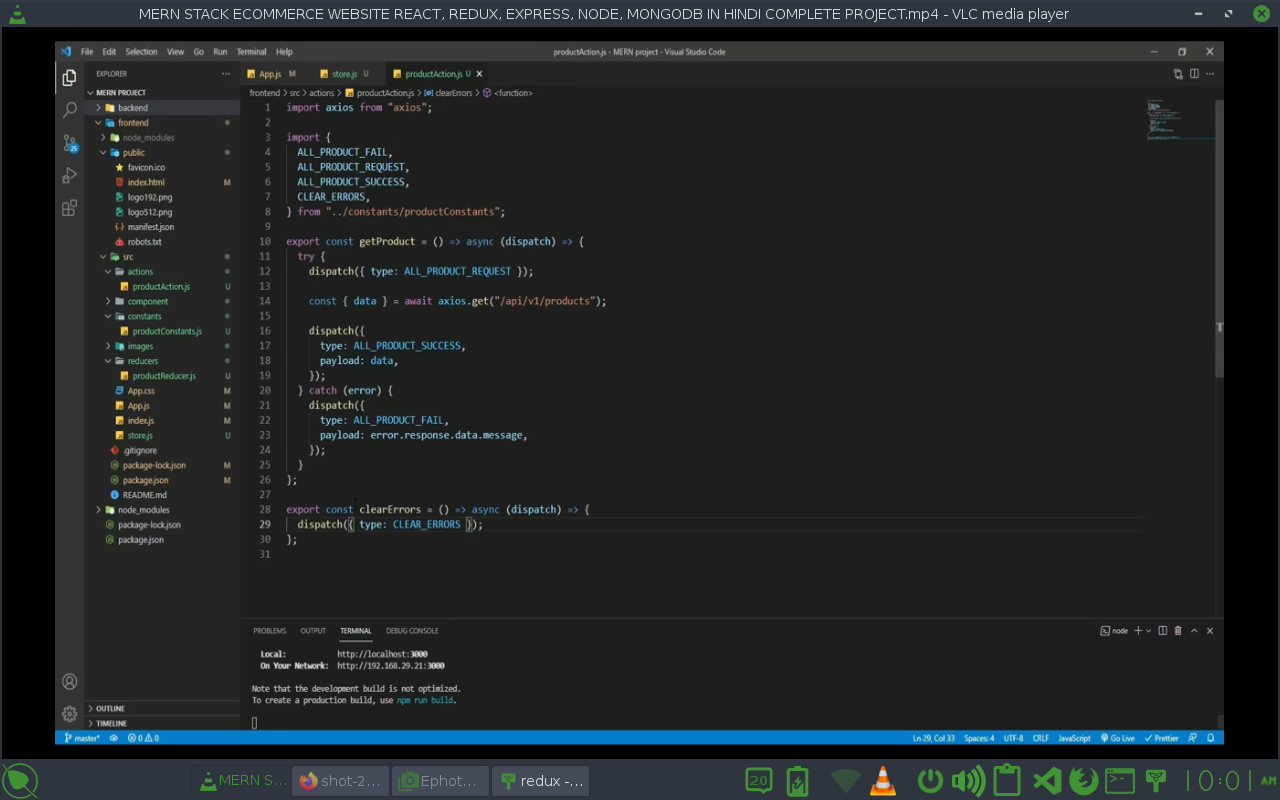 MERN STACK ECOMMERCE WEBSITE REACT, REDUX, EXPRESS, NODE, MONGODB IN HINDI COMPLETE PROJECT.mp4 - VLC media player
File Edit Selection View Go Run Terminal Help
productAction.js - MERN project - Visual Studio Code
EXPLORER
MERN PROJECT
backend
frontend
node_modules
public
favicon.ico
index.html M
logo192.png
logo512.png
manifest.json
robots.txt
src
actions
productAction.js U
component
constants
productConstants.js U
images
reducers
productReducer.js U
App.css M
App.js M
index.js M
store.js U
.gitignore
package-lock.json M
package.json M
README.md
node_modules
package-lock.json
package.json
OUTLINE
TIMELINE
25
App.js M store.js U productAction.js U
frontend > src > actions > productAction.js > clearErrors > <function>
1 import axios from "axios";
2
3 import {
4 ALL_PRODUCT_FAIL,
5 ALL_PRODUCT_REQUEST,
6 ALL_PRODUCT_SUCCESS,
7 CLEAR_ERRORS,
8 } from "../constants/productConstants";
9
10 export const getProduct = () => async (dispatch) => {
11 try {
12 dispatch({ type: ALL_PRODUCT_REQUEST });
13
14 const { data } = await axios.get("/api/v1/products");
15
16 dispatch({
17 type: ALL_PRODUCT_SUCCESS,
18 payload: data,
19 });
20 } catch (error) {
21 dispatch({
22 type: ALL_PRODUCT_FAIL,
23 payload: error.response.data.message,
24 });
25 }
26 };
27
28 export const clearErrors = () => async (dispatch) => {
29 dispatch({ type: CLEAR_ERRORS });
30 };
31
PROBLEMS OUTPUT TERMINAL DEBUG CONSOLE
node
Local: http://localhost:3000
On Your Network: http://192.168.29.21:3000
Note that the development build is not optimized.
To create a production build, use npm run build.
master* 0 0
Ln 29, Col 33 Spaces: 4 UTF-8 CRLF JavaScript Go Live Prettier
MERN S... shot-2... Ephot... redux -... 20 0:0 AM